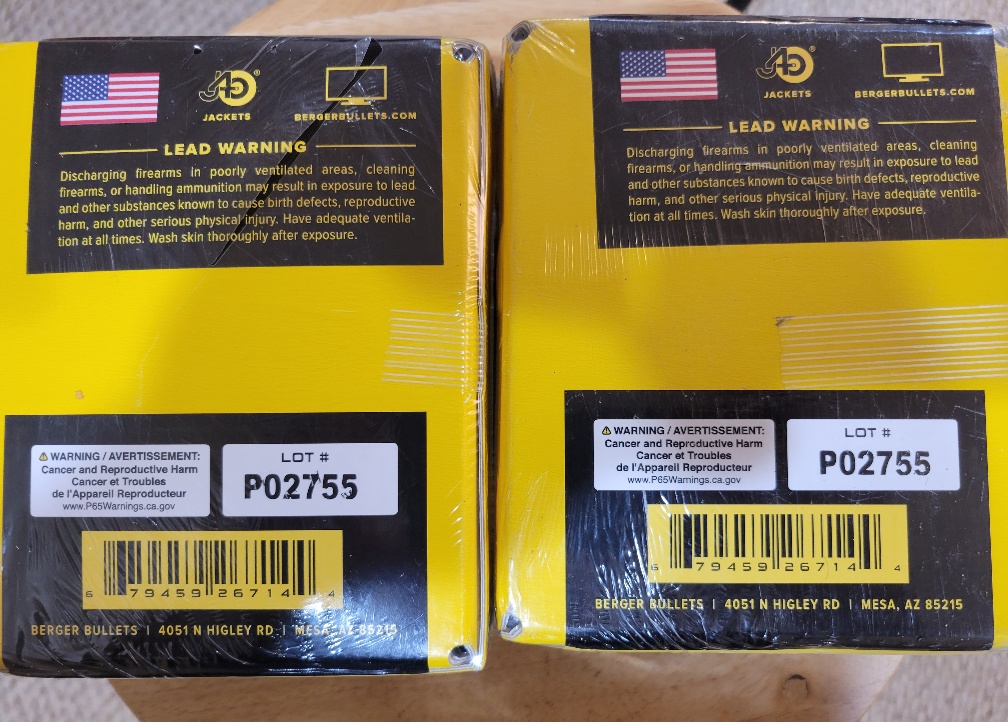 J4
JACKETS
BERGERBULLETS.COM
LEAD WARNING
Discharging firearms in poorly ventilated areas, cleaning
firearms, or handling ammunition may result in exposure to lead
and other substances known to cause birth defects, reproductive
harm, and other serious physical injury. Have adequate ventila-
tion at all times. Wash skin thoroughly after exposure.
WARNING / AVERTISSEMENT:
Cancer and Reproductive Harm
Cancer et Troubles
de l'Appareil Reproducteur
www.P65Warnings.ca.gov
LOT #
P02755
6 79459 26714 4
BERGER BULLETS | 4051 N HIGLEY RD | MESA, AZ 85215
J4
JACKETS
BERGERBULLETS.COM
LEAD WARNING
Discharging firearms in poorly ventilated areas, cleaning
firearms, or handling ammunition may result in exposure to lead
and other substances known to cause birth defects, reproductive
harm, and other serious physical injury. Have adequate ventila-
tion at all times. Wash skin thoroughly after exposure.
WARNING / AVERTISSEMENT:
Cancer and Reproductive Harm
Cancer et Troubles
de l'Appareil Reproducteur
www.P65Warnings.ca.gov
LOT #
P02755
6 79459 26714 4
BERGER BULLETS | 4051 N HIGLEY RD | MESA, AZ 85215